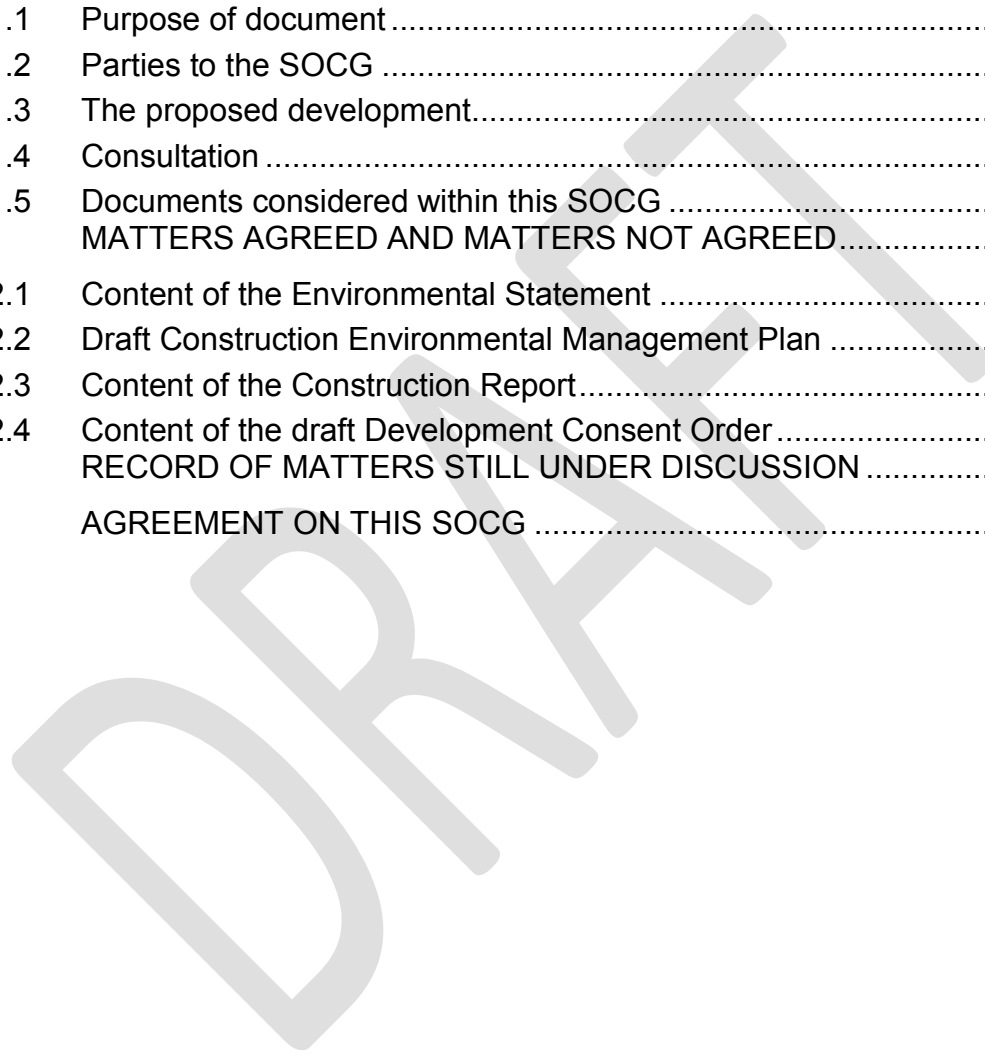 .1 Purpose of document ........................................................................
.2 Parties to the SOCG .........................................................................
.3 The proposed development..............................................................
.4 Consultation .......................................................................................
.5 Documents considered within this SOCG ........................................
MATTERS AGREED AND MATTERS NOT AGREED...................
2.1 Content of the Environmental Statement .........................................
2.2 Draft Construction Environmental Management Plan ....................
2.3 Content of the Construction Report...................................................
2.4 Content of the draft Development Consent Order...........................
RECORD OF MATTERS STILL UNDER DISCUSSION ...............
AGREEMENT ON THIS SOCG ........................................................
DRAFT